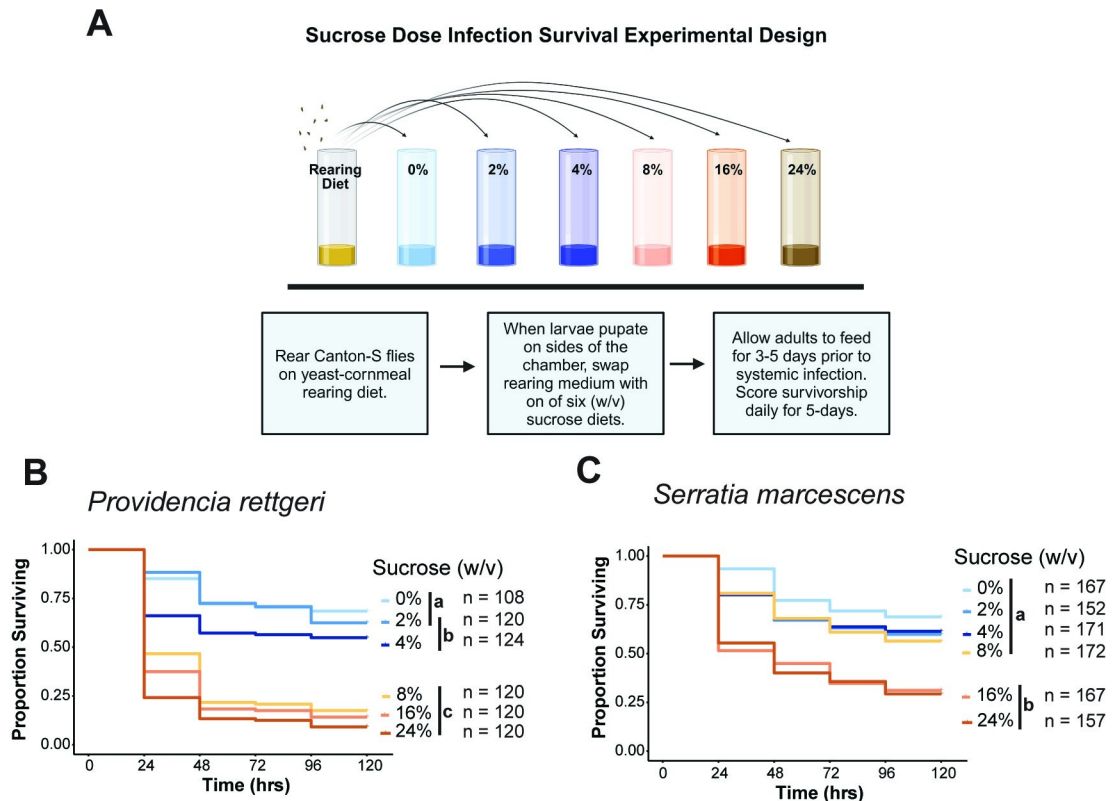 A
Sucrose Dose Infection Survival Experimental Design
Rearing
Diet
0%
2%
4%
8%
16%
24%
Rear Canton-S flies
on yeast-cornmeal
rearing diet.
When larvae pupate
on sides of the
chamber, swap
rearing medium with
on of six (w/v)
sucrose diets.
Allow adults to feed
for 3-5 days prior to
systemic infection.
Score survivorship
daily for 5-days.
B
Providencia rettgeri
Proportion Surviving
1.00
0.75
0.50
0.25
0.00
0 24 48 72 96 120
Time (hrs)
Sucrose (w/v)
0% a n = 108
2% b n = 120
4% n = 124
8% n = 120
16% c n = 120
24% n = 120
C
Serratia marcescens
Proportion Surviving
1.00
0.75
0.50
0.25
0.00
0 24 48 72 96 120
Time (hrs)
Sucrose (w/v)
0% n = 167
2% a n = 152
4% n = 171
8% n = 172
16% b n = 167
24% n = 157